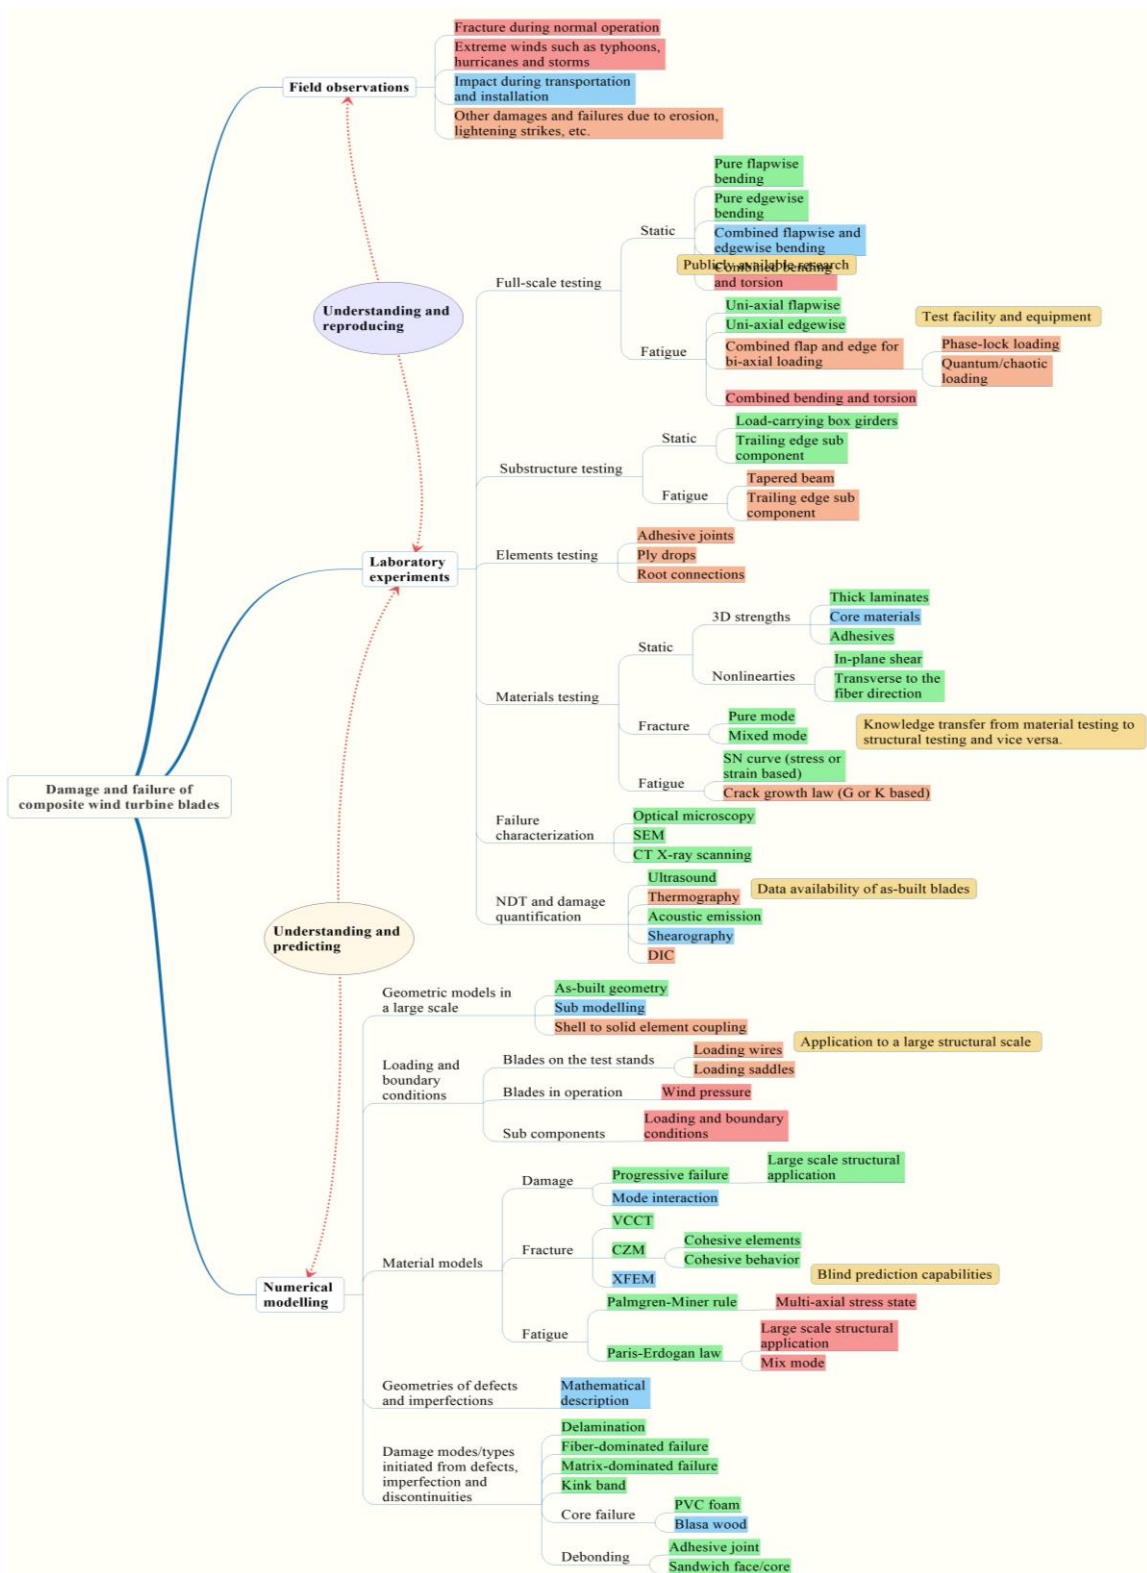 Fracture during normal operation
Extreme winds such as typhoons,
hurricanes and storms
Field observations
Impact during transportation
and installation
Other damages and failures due to erosion,
lightening strikes, etc.
Pure flapwise
bending
Pure edgewise
bending
Static
Combined flapwise and
edgewise bending
Publicly available research
Combined bending
and torsion
Full-scale testing
Understanding and
reproducing
Uni-axial flapwise
Test facility and equipment
Uni-axial edgewise
Fatigue
Combined flap and edge for
bi-axial loading
Phase-lock loading
Quantum/chaotic
loading
Combined bending and torsion
Load-carrying box girders
Static
Trailing edge sub
component
Substructure testing
Tapered beam
Fatigue
Trailing edge sub
component
Adhesive joints
Elements testing
Ply drops
Root connections
Laboratory
experiments
Thick laminates
3D strengths
Core materials
Adhesives
Static
In-plane shear
Nonlinearties
Transverse to the
fiber direction
Materials testing
Pure mode
Fracture
Mixed mode
Knowledge transfer from material testing to
structural testing and vice versa.
SN curve (stress or
strain based)
Fatigue
Crack growth law (G or K based)
Damage and failure of
composite wind turbine blades
Optical microscopy
Failure
characterization
SEM
CT X-ray scanning
Ultrasound
Data availability of as-built blades
NDT and damage
quantification
Thermography
Acoustic emission
Shearography
DIC
Understanding and
predicting
As-built geometry
Geometric models in
a large scale
Sub modelling
Shell to solid element coupling
Application to a large structural scale
Loading and
boundary
conditions
Blades on the test stands
Loading wires
Loading saddles
Blades in operation
Wind pressure
Sub components
Loading and boundary
conditions
Damage
Progressive failure
Large scale structural
application
Mode interaction
VCCT
Fracture
CZM
Cohesive elements
Cohesive behavior
Material models
XFEM
Blind prediction capabilities
Numerical
modelling
Palmgren-Miner rule
Multi-axial stress state
Fatigue
Paris-Erdogan law
Large scale structural
application
Mix mode
Geometries of defects
and imperfections
Mathematical
description
Delamination
Fiber-dominated failure
Damage modes/types
initiated from defects,
imperfection and
discontinuities
Matrix-dominated failure
Kink band
Core failure
PVC foam
Blasa wood
Debonding
Adhesive joint
Sandwich face/core